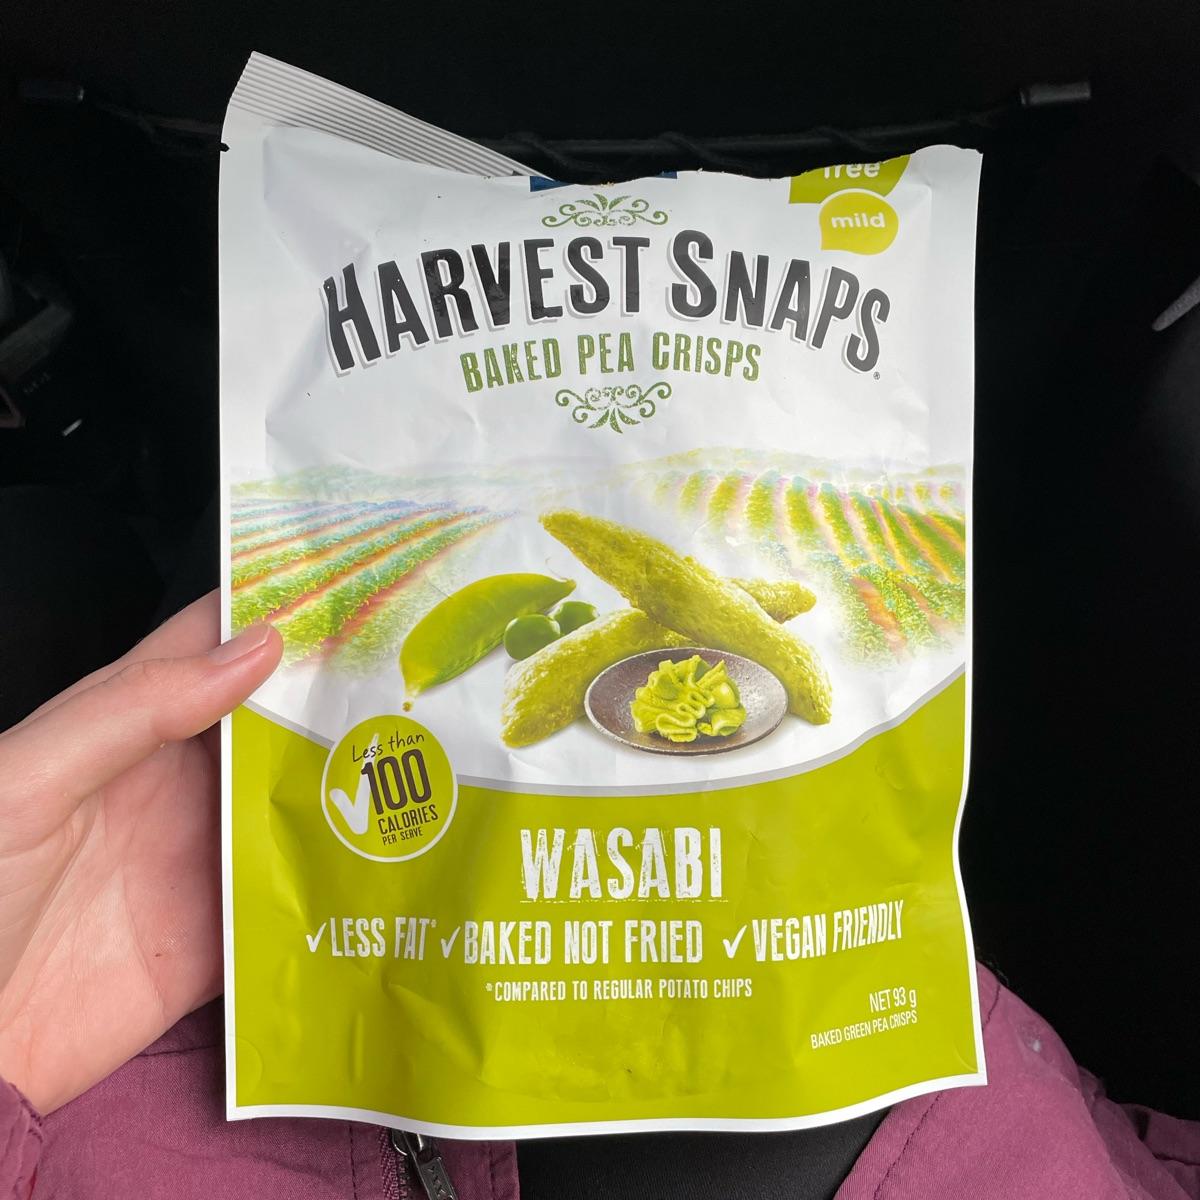 free
mild
HARVEST SNAPS®
BAKED PEA CRISPS
Less than
100
CALORIES
PER SERVE
WASABI
✓LESS FAT* ✓BAKED NOT FRIED ✓VEGAN FRIENDLY
*COMPARED TO REGULAR POTATO CHIPS
NET 93 g
BAKED GREEN PEA CRISPS